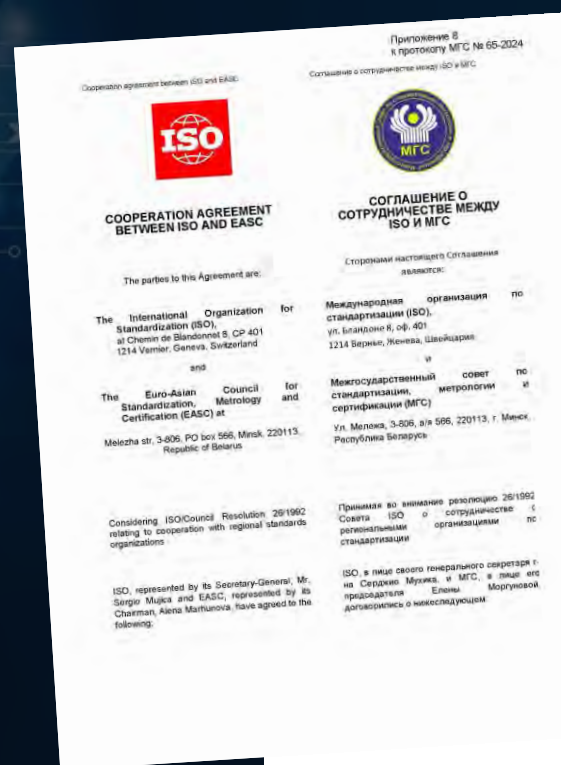 Приложение 8
к протоколу МГС № 65-2024
Cooperation agreement between ISO and EASC
ISO
COOPERATION AGREEMENT
BETWEEN ISO AND EASC
The parties to this Agreement are:
The International Organization for
Standardization (ISO),
at Chemin de Blandonnet 8, CP 401
1214 Vernier, Geneva, Switzerland
and
The Euro-Asian Council for
Standardization, Metrology and
Certification (EASC) at
Melezha str, 3-806, PO box 566, Minsk, 220113,
Republic of Belarus
Considering ISO/Council Resolution 26/1992
relating to cooperation with regional standards
organizations
ISO, represented by its Secretary-General, Mr.
Sergio Mujica and EASC, represented by its
Chairman, Alena Marhunova, have agreed to the
following:
Соглашение о сотрудничестве между ISO и МГС
МГС
СОГЛАШЕНИЕ О
СОТРУДНИЧЕСТВЕ МЕЖДУ
ISO И МГС
Сторонами настоящего Соглашения
являются:
Международная организация по
стандартизации (ISO),
ул. Бландоне 8, оф. 401
1214 Вернье, Женева, Швейцария
и
Межгосударственный совет по
стандартизации, метрологии и
сертификации (МГС)
Ул. Мележа, 3-806, а/я 566, 220113, г. Минск,
Республика Беларусь
Принимая во внимание резолюцию 26/1992
Совета ISO о сотрудничестве с
региональными организациями по
стандартизации
ISO, в лице своего генерального секретаря г-
на Серджио Мухика, и МГС, в лице его
председателя Елены Моргуновой,
договорились о нижеследующем: